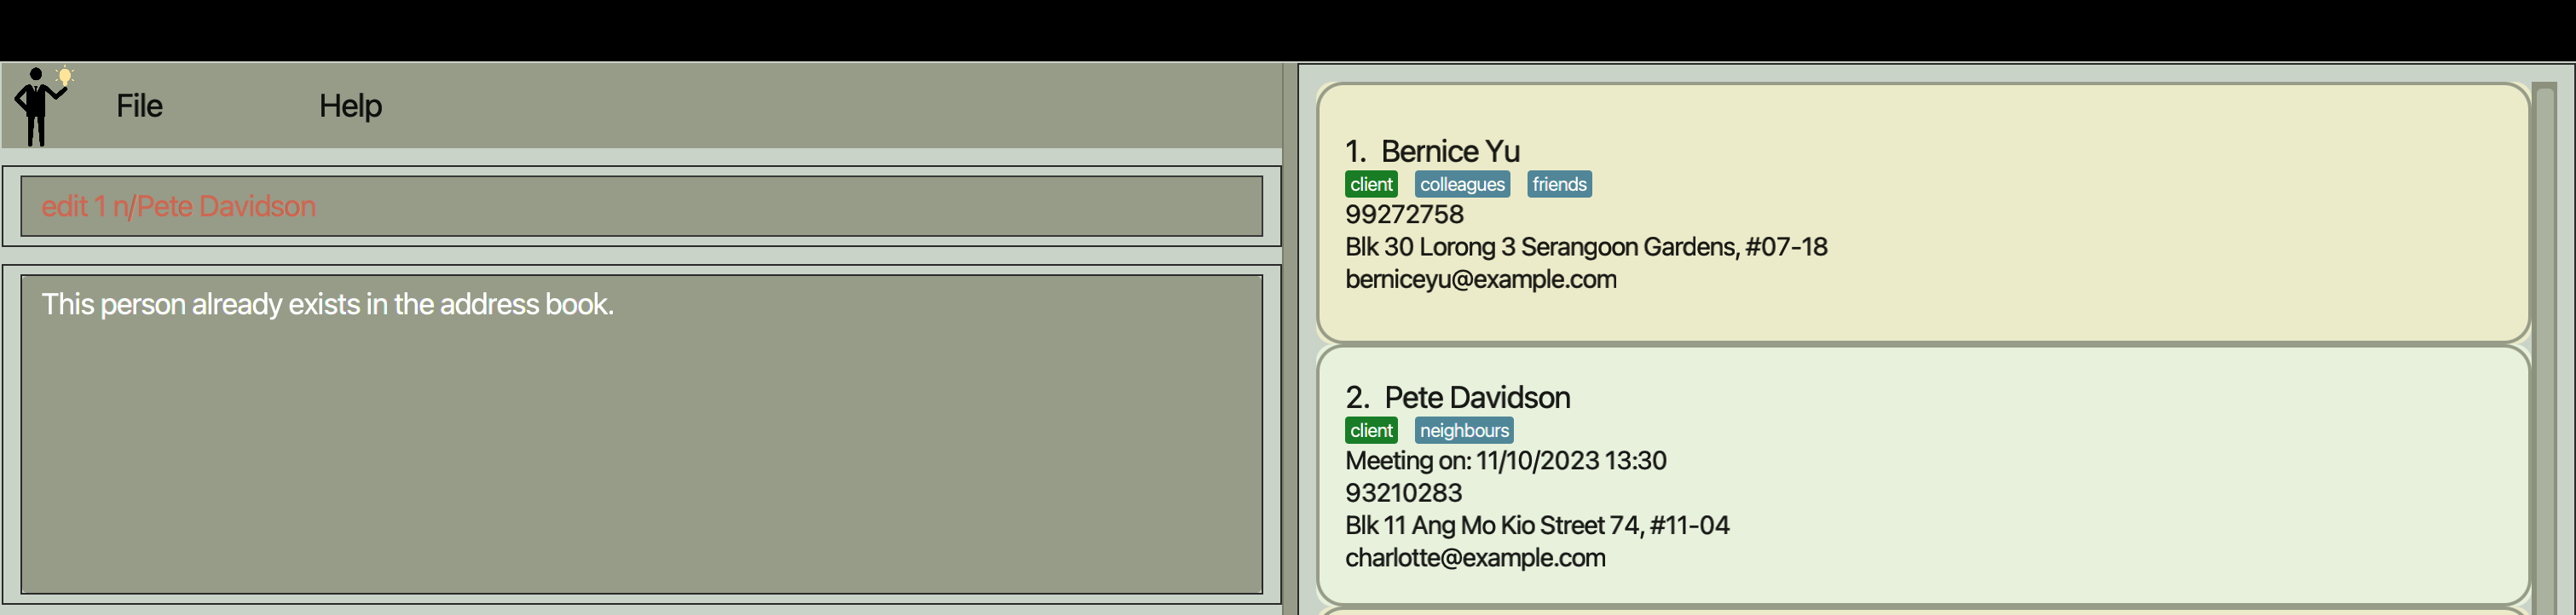 File Help
edit 1 n/Pete Davidson
This person already exists in the address book.
1. Bernice Yu
client colleagues friends
99272758
Blk 30 Lorong 3 Serangoon Gardens, #07-18
berniceyu@example.com
2. Pete Davidson
client neighbours
Meeting on: 11/10/2023 13:30
93210283
Blk 11 Ang Mo Kio Street 74, #11-04
charlotte@example.com